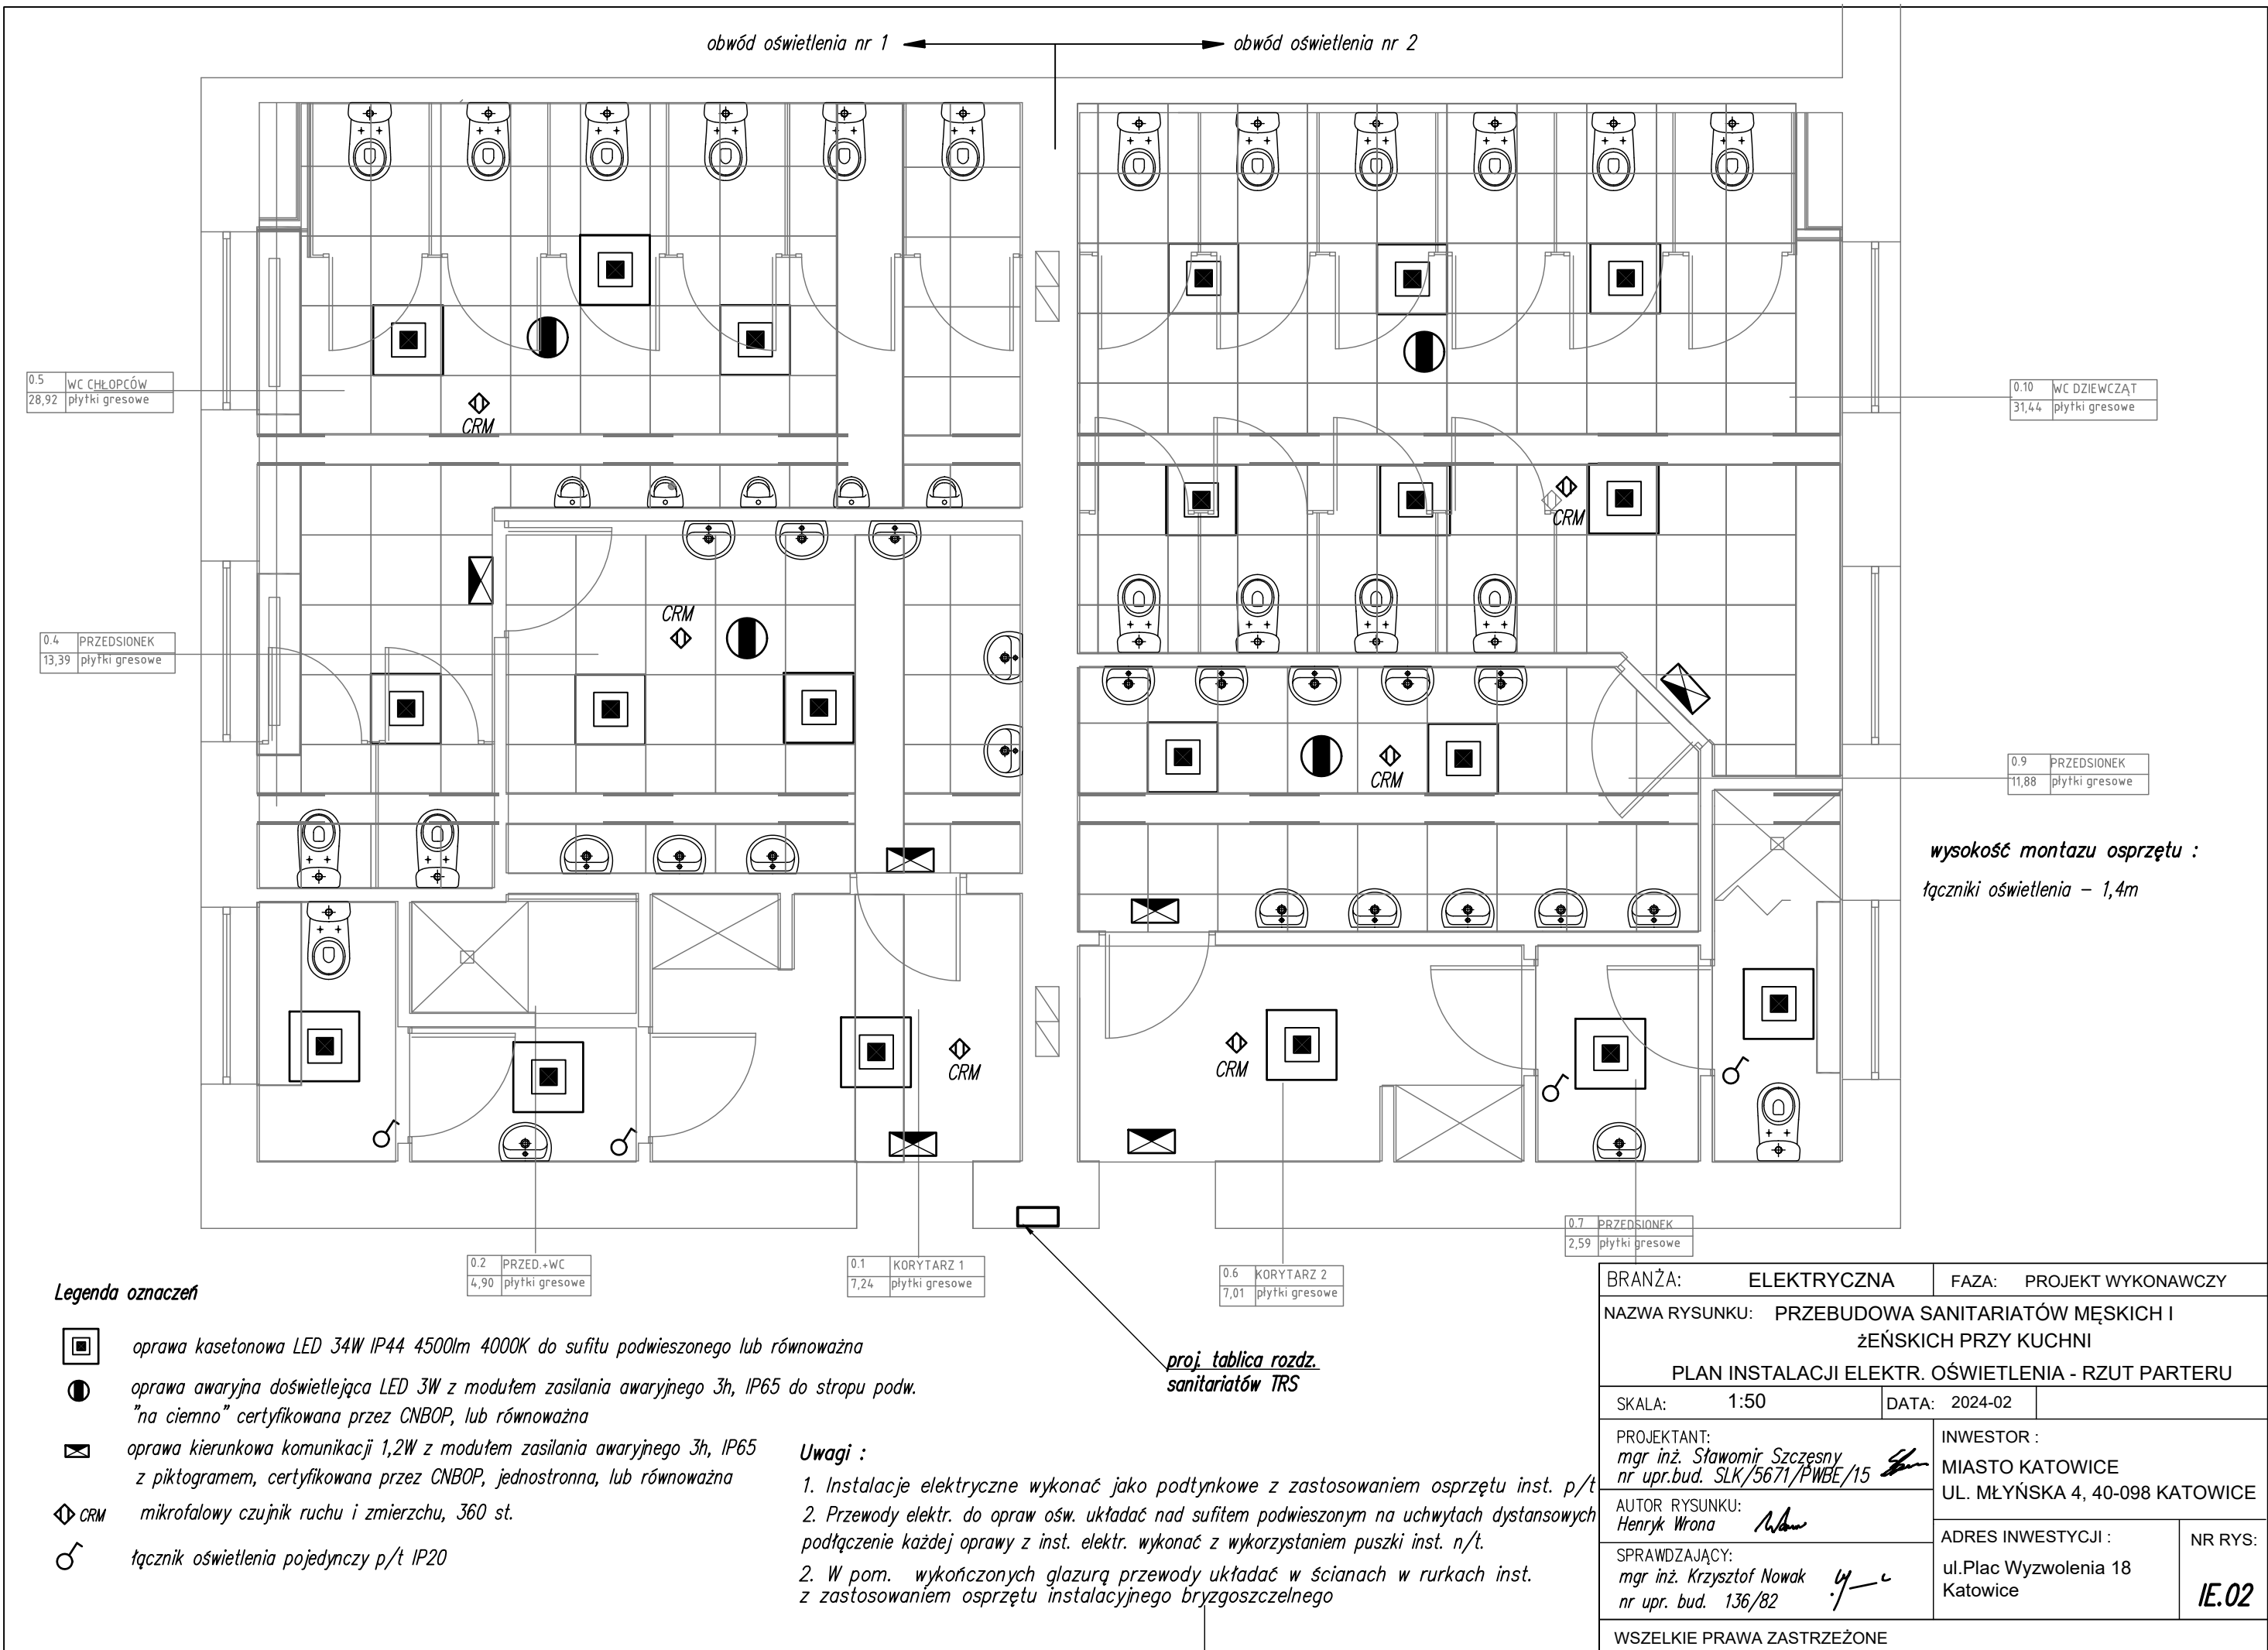 obwód oświetlenia nr 1
obwód oświetlenia nr 2
0.5 WC CHŁOPCÓW
28,92 płytki gresowe
CRM
0.10 WC DZIEWCZĄT
31,44 płytki gresowe
CRM
0.4 PRZEDSIONEK
13,39 płytki gresowe
CRM
CRM
0.9 PRZEDSIONEK
11,88 płytki gresowe
wysokość montazu osprzętu :
łączniki oświetlenia – 1,4m
CRM
CRM
0.2 PRZED.+WC
4,90 płytki gresowe
0.1 KORYTARZ 1
7,24 płytki gresowe
0.6 KORYTARZ 2
7,01 płytki gresowe
0.7 PRZEDSIONEK
2,59 płytki gresowe
proj. tablica rozdz.
sanitariatów TRS
Legenda oznaczeń
oprawa kasetonowa LED 34W IP44 4500lm 4000K do sufitu podwieszonego lub równoważna
oprawa awaryjna doświetlejąca LED 3W z modułem zasilania awaryjnego 3h, IP65 do stropu podw.
"na ciemno" certyfikowana przez CNBOP, lub równoważna
oprawa kierunkowa komunikacji 1,2W z modułem zasilania awaryjnego 3h, IP65
z piktogramem, certyfikowana przez CNBOP, jednostronna, lub równoważna
CRM mikrofalowy czujnik ruchu i zmierzchu, 360 st.
łącznik oświetlenia pojedynczy p/t IP20
Uwagi :
1. Instalacje elektryczne wykonać jako podtynkowe z zastosowaniem osprzętu inst. p/t
2. Przewody elektr. do opraw ośw. układać nad sufitem podwieszonym na uchwytach dystansowych
podłączenie każdej oprawy z inst. elektr. wykonać z wykorzystaniem puszki inst. n/t.
2. W pom. wykończonych glazurą przewody układać w ścianach w rurkach inst.
z zastosowaniem osprzętu instalacyjnego bryzgoszczelnego
BRANŻA: ELEKTRYCZNA
FAZA: PROJEKT WYKONAWCZY
NAZWA RYSUNKU: PRZEBUDOWA SANITARIATÓW MĘSKICH I
żEŃSKICH PRZY KUCHNI
PLAN INSTALACJI ELEKTR. OŚWIETLENIA - RZUT PARTERU
SKALA: 1:50
DATA: 2024-02
PROJEKTANT:
mgr inż. Sławomir Szczęsny
nr upr.bud. SLK/5671/PWBE/15
INWESTOR :
MIASTO KATOWICE
UL. MŁYŃSKA 4, 40-098 KATOWICE
AUTOR RYSUNKU:
Henryk Wrona
SPRAWDZAJĄCY:
mgr inż. Krzysztof Nowak
nr upr. bud. 136/82
ADRES INWESTYCJI :
ul.Plac Wyzwolenia 18
Katowice
NR RYS:
IE.02
WSZELKIE PRAWA ZASTRZEŻONE